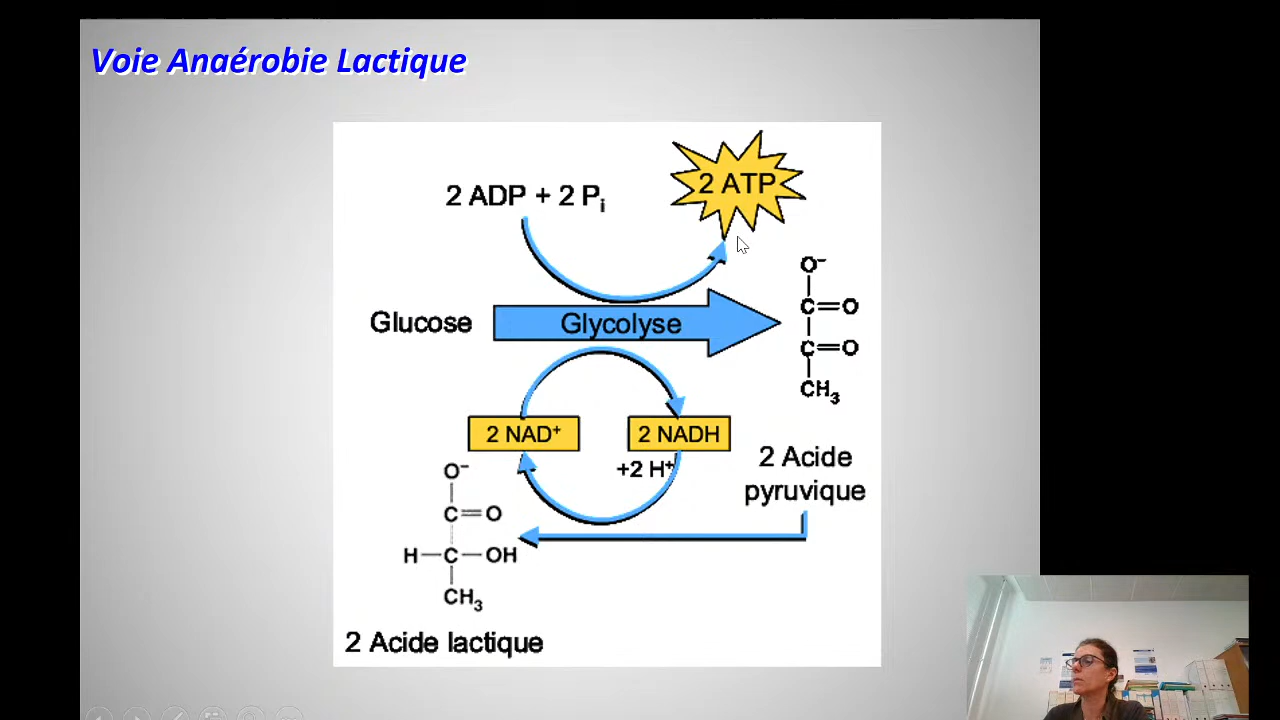 Voie Anaérobie Lactique
2 ADP + 2 Pi
2 ATP
O⁻
C=O
C=O
CH₃
Glucose
Glycolyse
2 NAD⁺
2 NADH
+2 H⁺
2 Acide
pyruvique
O⁻
C=O
H–C–OH
CH₃
2 Acide lactique